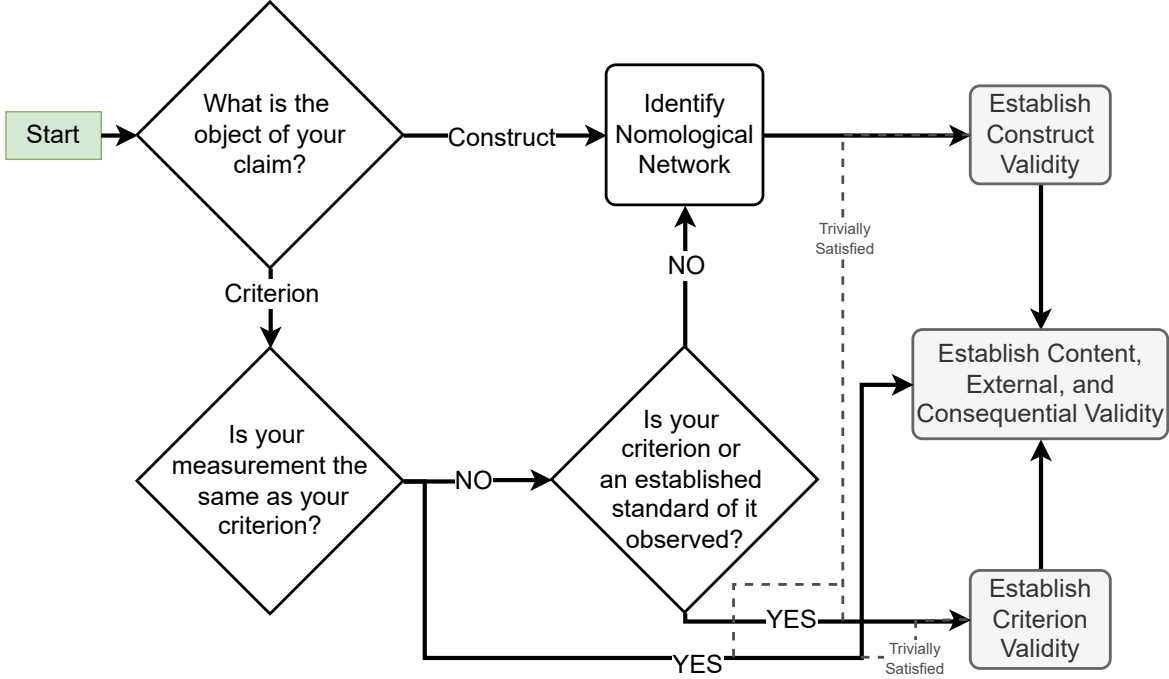 Start
What is the
object of your
claim?
Construct
Identify
Nomological
Network
Establish
Construct
Validity
Trivially
Satisfied
NO
Criterion
Establish Content,
External, and
Consequential Validity
Is your
measurement the
same as your
criterion?
NO
Is your
criterion or
an established
standard of it
observed?
YES
Establish
Criterion
Validity
YES
Trivially
Satisfied